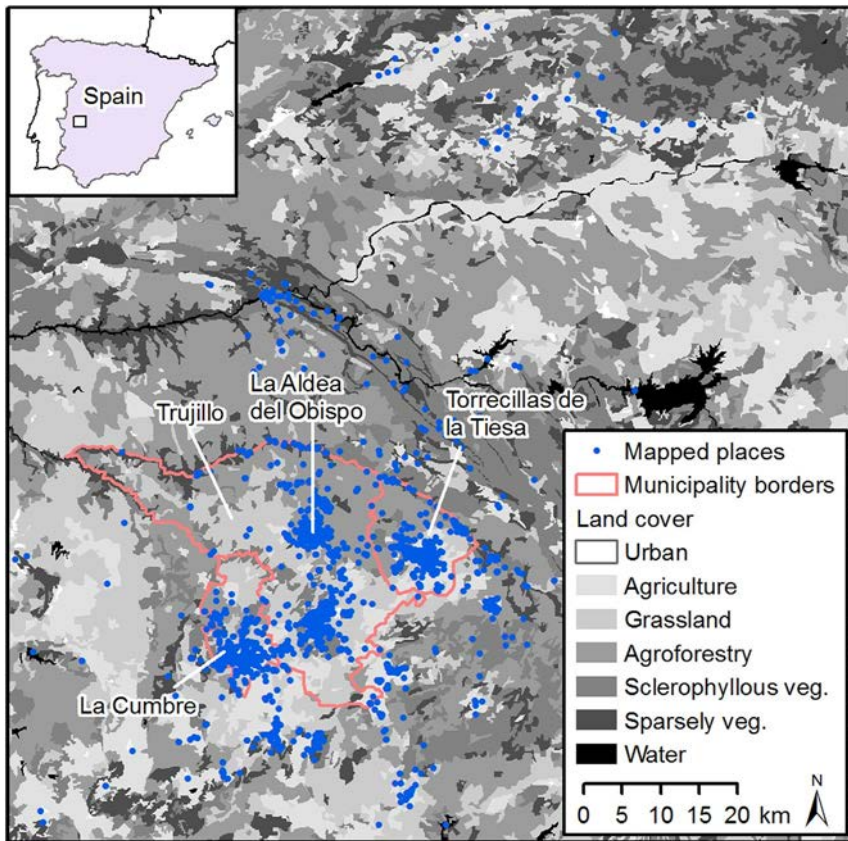 Spain
La Aldea
del Obispo
Trujillo
Torrecillas de
la Tiesa
La Cumbre
Mapped places
Municipality borders
Land cover
Urban
Agriculture
Grassland
Agroforestry
Sclerophyllous veg.
Sparsely veg.
Water
0 5 10 15 20 km
N